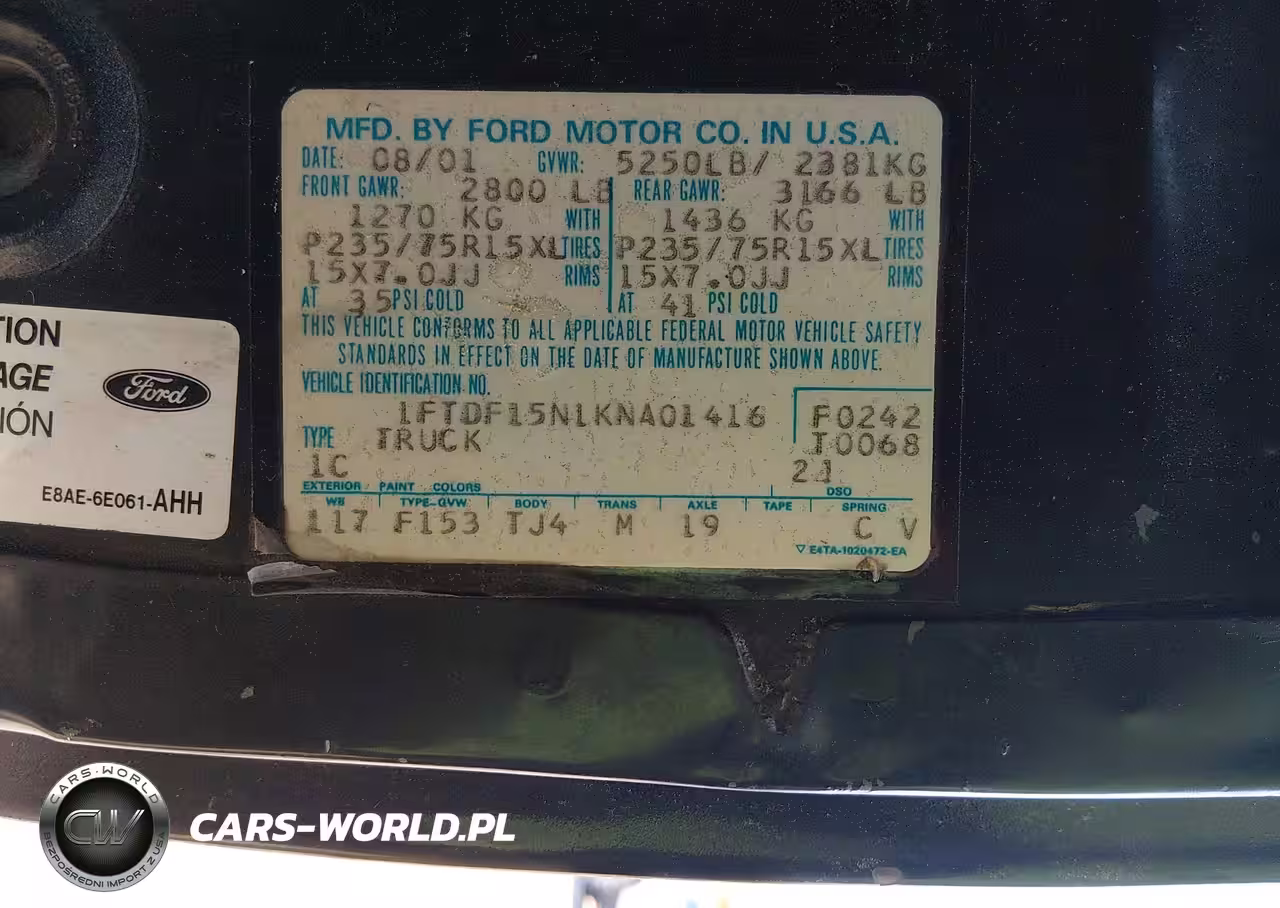 MFD. BY FORD MOTOR CO. IN U.S.A.
DATE: 08/01 GVWR: 5250LB/ 2381KG
FRONT GAWR: 2800 LB REAR GAWR: 3166 LB
1270 KG WITH 1436 KG WITH
P235/75R15XL TIRES P235/75R15XL TIRES
15X7.0JJ RIMS 15X7.0JJ RIMS
AT 35 PSI COLD AT 41 PSI COLD
THIS VEHICLE CONFORMS TO ALL APPLICABLE FEDERAL MOTOR VEHICLE SAFETY
STANDARDS IN EFFECT ON THE DATE OF MANUFACTURE SHOWN ABOVE.
VEHICLE IDENTIFICATION NO.
1FTDF15N1KNA01416 F0242
TYPE TRUCK T0068
1C 21
EXTERIOR PAINT COLORS DSO
WB TYPE-GVW BODY TRANS AXLE TAPE SPRING
117 F153 TJ4 M 19 C V
▽ E4TA-1020472-EA
TION
AGE
IÓN
Ford
E8AE-6E061-AHH
CARS-WORLD
CW
BEZPOŚREDNI IMPORT Z USA
CARS-WORLD.PL